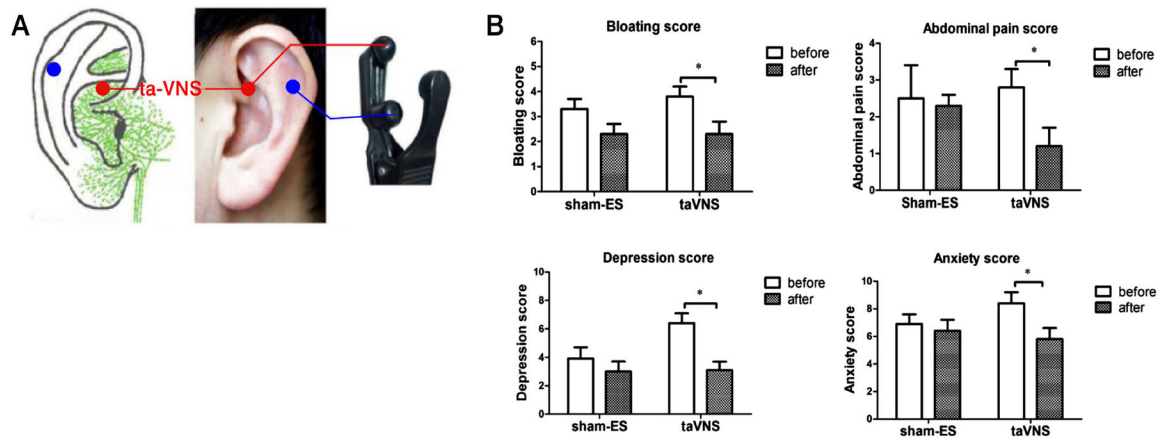 A
ta-VNS
B
Bloating score
Bloating score
6
5
4
3
2
1
0
*
before
after
sham-ES
taVNS
Abdominal pain score
Abdominal pain score
4
3
2
1
0
*
before
after
Sham-ES
taVNS
Depression score
Depression score
10
8
6
4
2
0
*
before
after
sham-ES
taVNS
Anxiety score
Anxiety score
10
8
6
4
2
0
*
before
after
sham-ES
taVNS